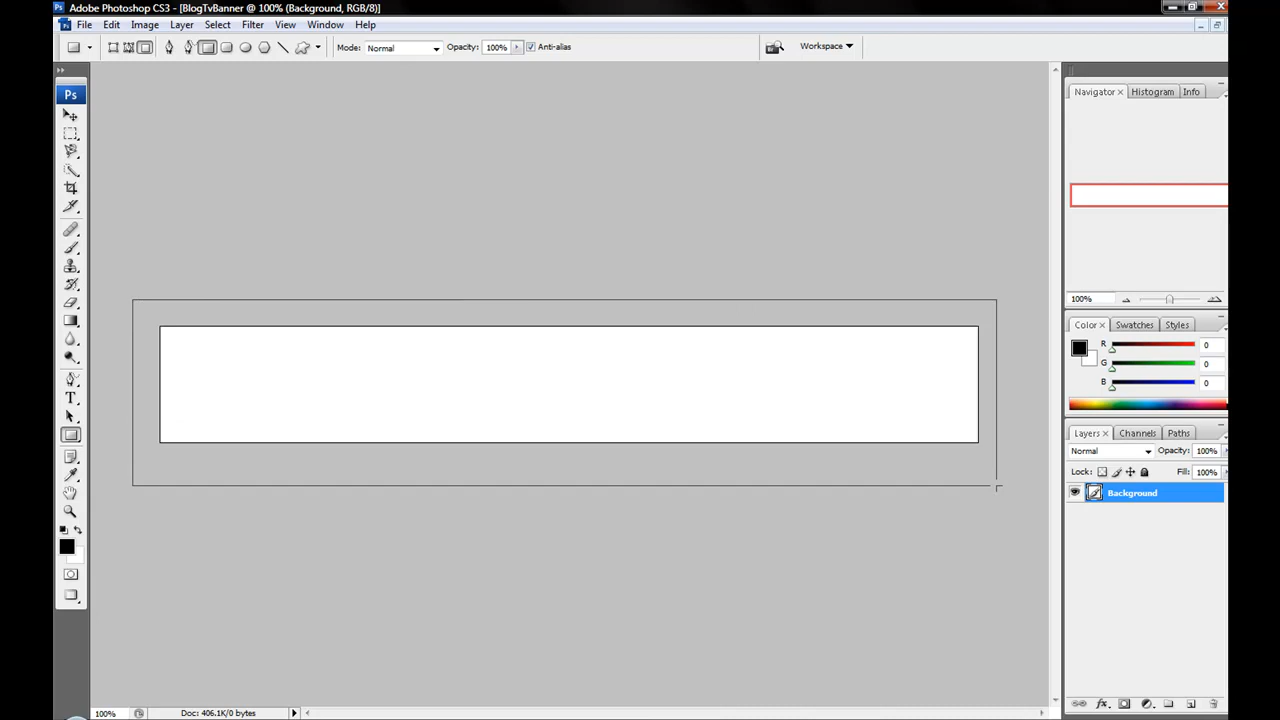 Adobe Photoshop CS3 - [BlogTvBanner @ 100% (Background, RGB/8)]
File Edit Image Layer Select Filter View Window Help
Mode: Normal Opacity: 100% Anti-alias Workspace
Ps
Navigator Histogram Info
100%
Color Swatches Styles
R 0
G 0
B 0
Layers Channels Paths
Normal Opacity: 100%
Lock: Fill: 100%
Background
T
fx
100% Doc: 406.1K/0 bytes